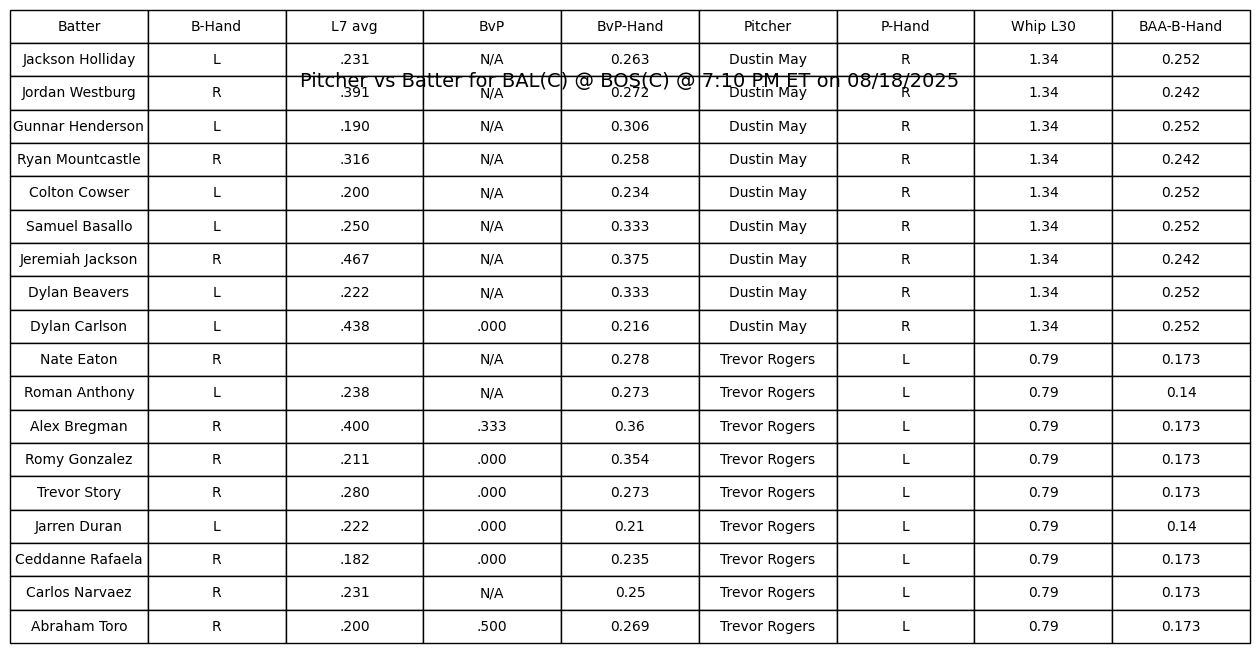 Batter B-Hand L7 avg BvP BvP-Hand Pitcher P-Hand Whip L30 BAA-B-Hand
Jackson Holliday L .231 N/A 0.263 Dustin May R 1.34 0.252
Pitcher vs Batter for BAL(C) @ BOS(C) @ 7:10 PM ET on 08/18/2025
Jordan Westburg R .391 N/A 0.272 Dustin May R 1.34 0.242
Gunnar Henderson L .190 N/A 0.306 Dustin May R 1.34 0.252
Ryan Mountcastle R .316 N/A 0.258 Dustin May R 1.34 0.242
Colton Cowser L .200 N/A 0.234 Dustin May R 1.34 0.252
Samuel Basallo L .250 N/A 0.333 Dustin May R 1.34 0.252
Jeremiah Jackson R .467 N/A 0.375 Dustin May R 1.34 0.242
Dylan Beavers L .222 N/A 0.333 Dustin May R 1.34 0.252
Dylan Carlson L .438 .000 0.216 Dustin May R 1.34 0.252
Nate Eaton R N/A 0.278 Trevor Rogers L 0.79 0.173
Roman Anthony L .238 N/A 0.273 Trevor Rogers L 0.79 0.14
Alex Bregman R .400 .333 0.36 Trevor Rogers L 0.79 0.173
Romy Gonzalez R .211 .000 0.354 Trevor Rogers L 0.79 0.173
Trevor Story R .280 .000 0.273 Trevor Rogers L 0.79 0.173
Jarren Duran L .222 .000 0.21 Trevor Rogers L 0.79 0.14
Ceddanne Rafaela R .182 .000 0.235 Trevor Rogers L 0.79 0.173
Carlos Narvaez R .231 N/A 0.25 Trevor Rogers L 0.79 0.173
Abraham Toro R .200 .500 0.269 Trevor Rogers L 0.79 0.173